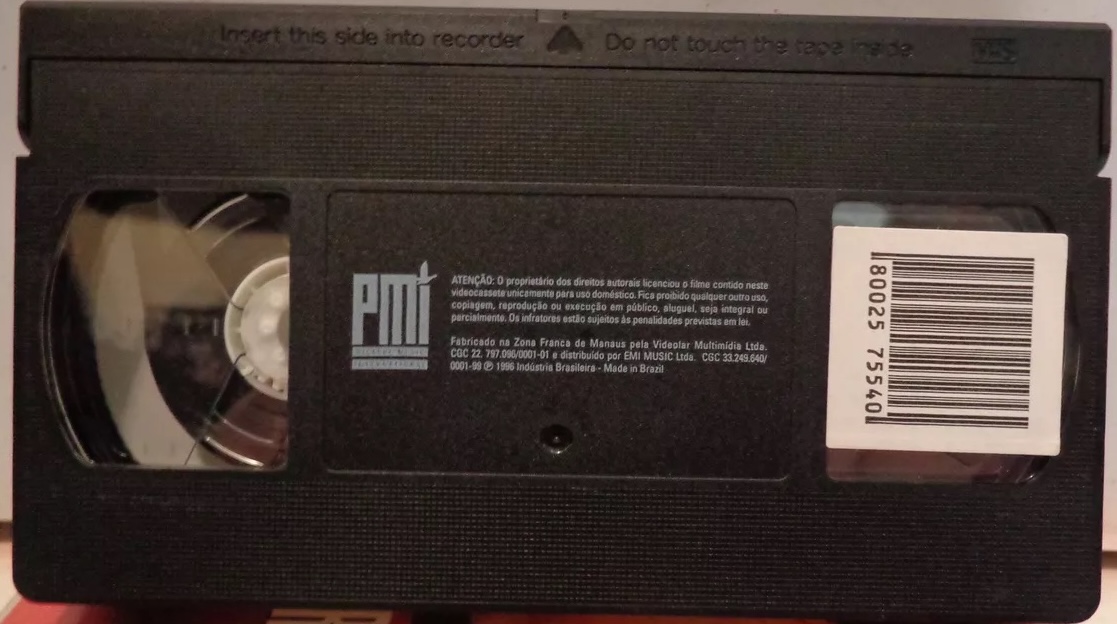 Insert this side into recorder Do not touch the tape inside VHS
PMI
PICTURE MUSIC
INTERNATIONAL
ATENÇÃO: O proprietário dos direitos autorais licenciou o filme contido neste
videocassete unicamente para uso doméstico. Fica proibido qualquer outro uso,
copiagem, reprodução ou execução em público, aluguel, seja integral ou
parcialmente. Os infratores estão sujeitos às penalidades previstas em lei.
Fabricado na Zona Franca de Manaus pela Videolar Multimídia Ltda.
CGC 22. 797.096/0001-01 e distribuído por EMI MUSIC Ltda. CGC 33.249.640/
0001-99 ℗ 1996 Indústria Brasileira - Made in Brazil
80025 75540